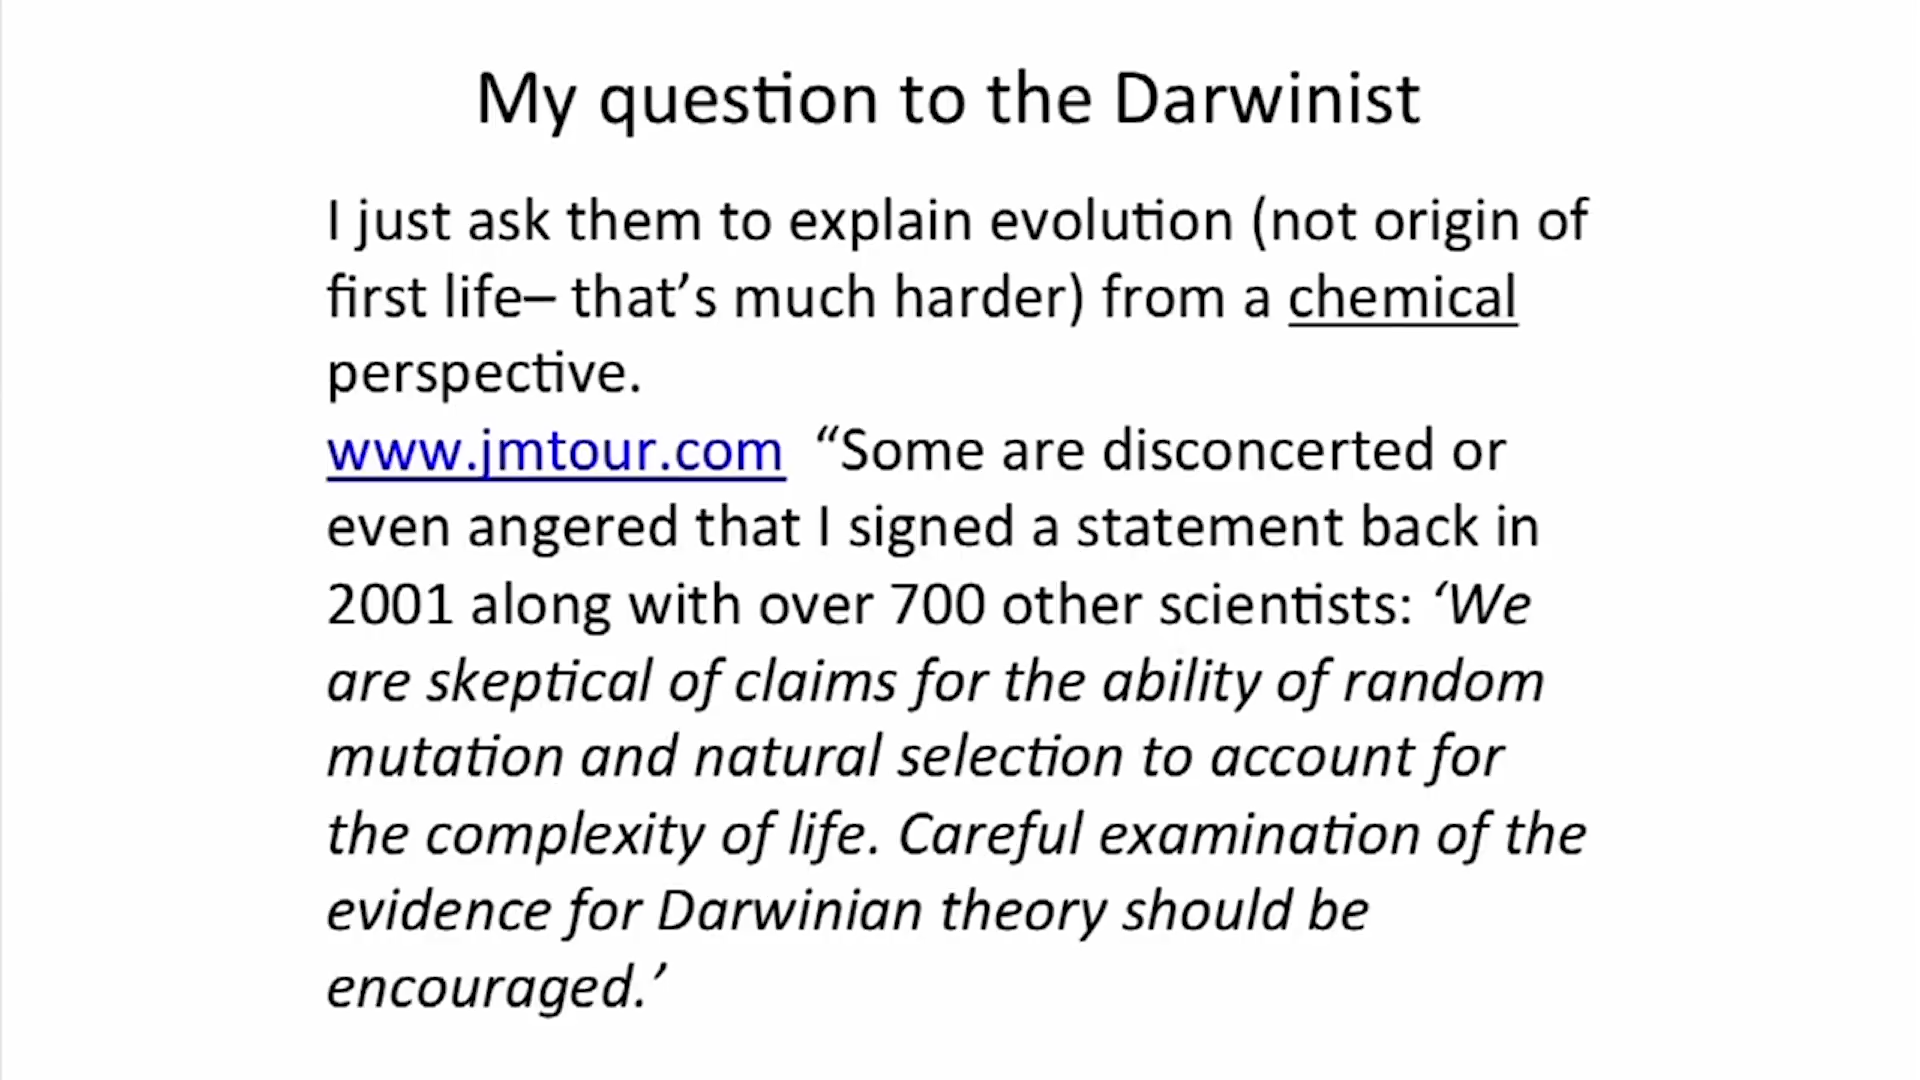 My question to the Darwinist
I just ask them to explain evolution (not origin of
first life– that’s much harder) from a chemical
perspective.
www.jmtour.com “Some are disconcerted or
even angered that I signed a statement back in
2001 along with over 700 other scientists: ‘We
are skeptical of claims for the ability of random
mutation and natural selection to account for
the complexity of life. Careful examination of the
evidence for Darwinian theory should be
encouraged.’